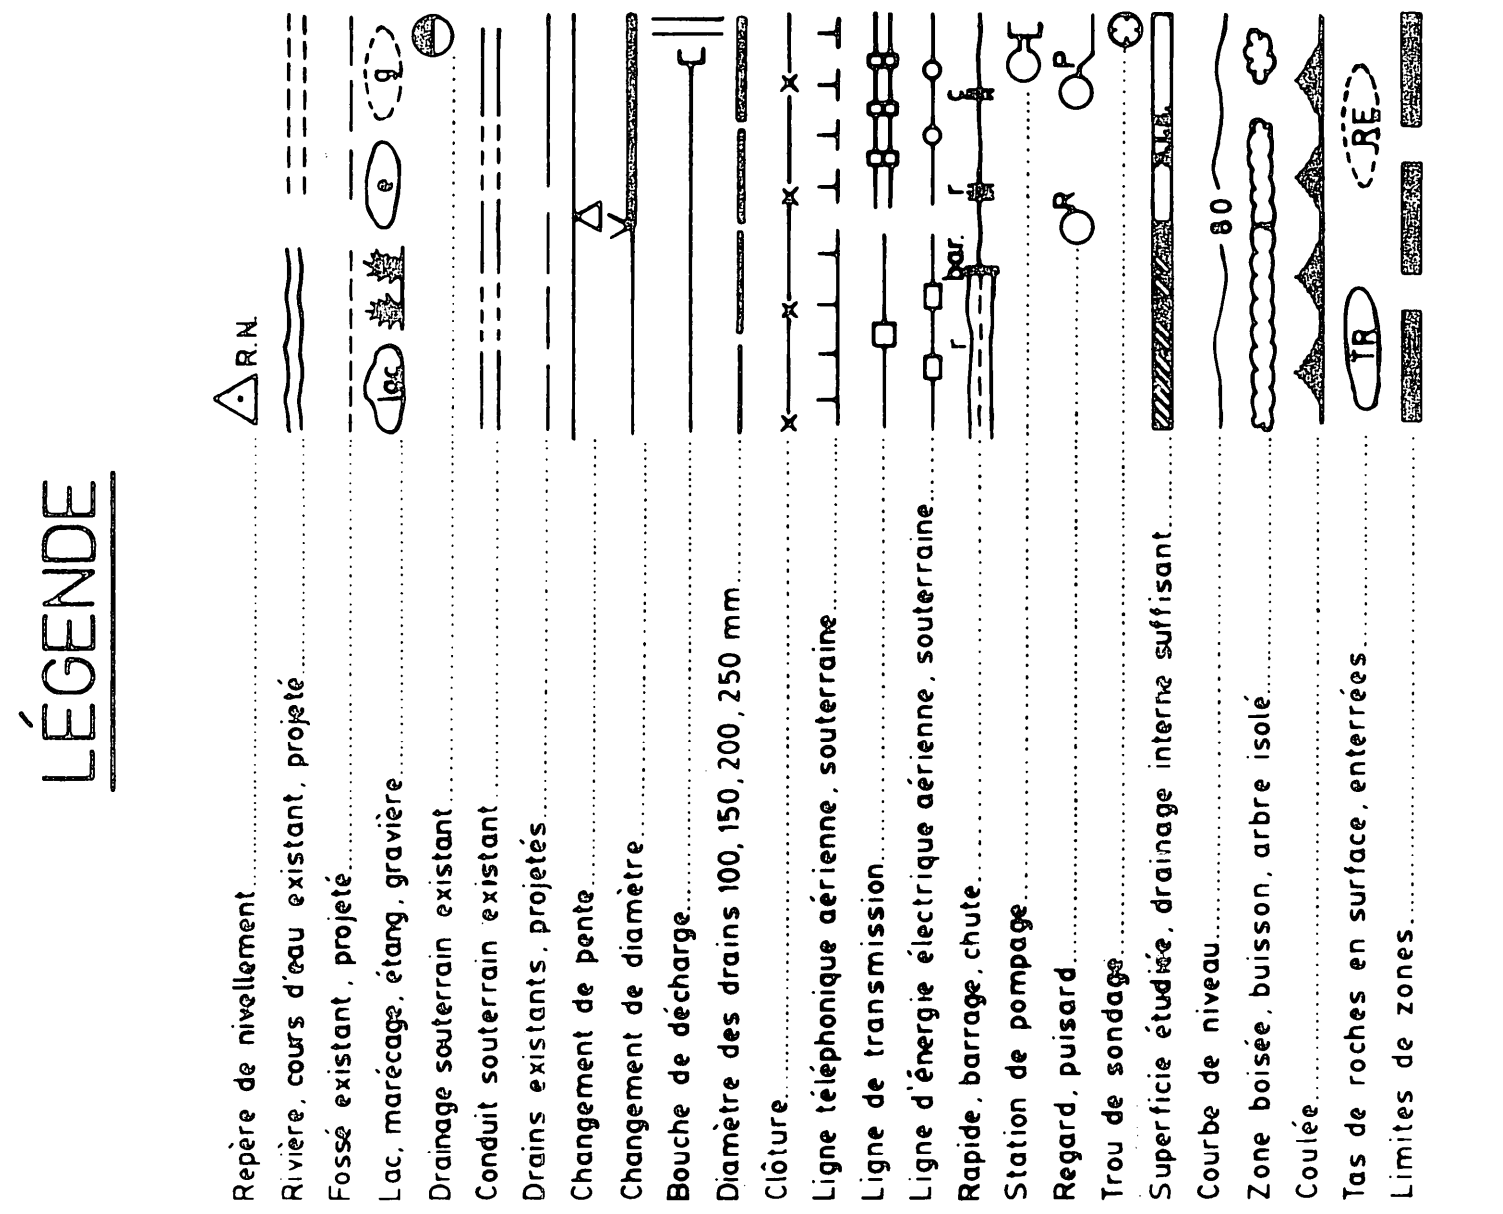 LÉGENDE
Repère de nivellement R.N.
Rivière, cours d'eau existant, projeté
Fossé existant, projeté
Lac, marécage, étang, gravière lac e g
Drainage souterrain existant
Conduit souterrain existant
Drains existants, projetés
Changement de pente
Changement de diamètre
Bouche de décharge
Diamètre des drains 100, 150, 200, 250 mm
Clôture
Ligne téléphonique aérienne, souterraine
Ligne de transmission
Ligne d'énergie électrique aérienne, souterraine
Rapide, barrage, chute r bar. r c
Station de pompage
Regard, puisard R P
Trou de sondage
Superficie étudiée, drainage interne suffisant
Courbe de niveau 80
Zone boisée, buisson, arbre isolé
Coulée
Tas de roches en surface, enterrées TR RE
Limites de zones